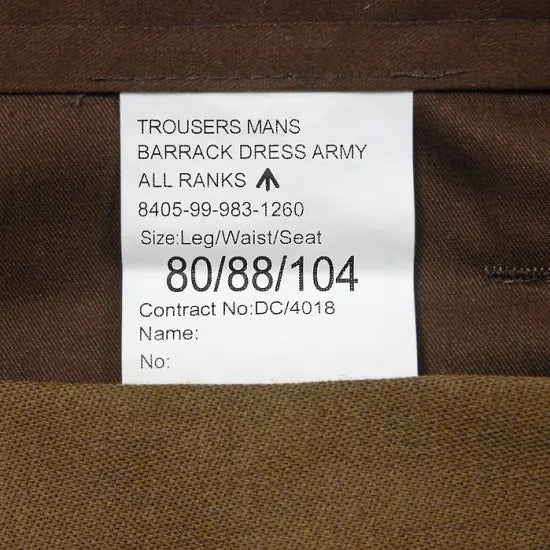 TROUSERS MANS
BARRACK DRESS ARMY
ALL RANKS
8405-99-983-1260
Size:Leg/Waist/Seat
80/88/104
Contract No:DC/4018
Name:
No: